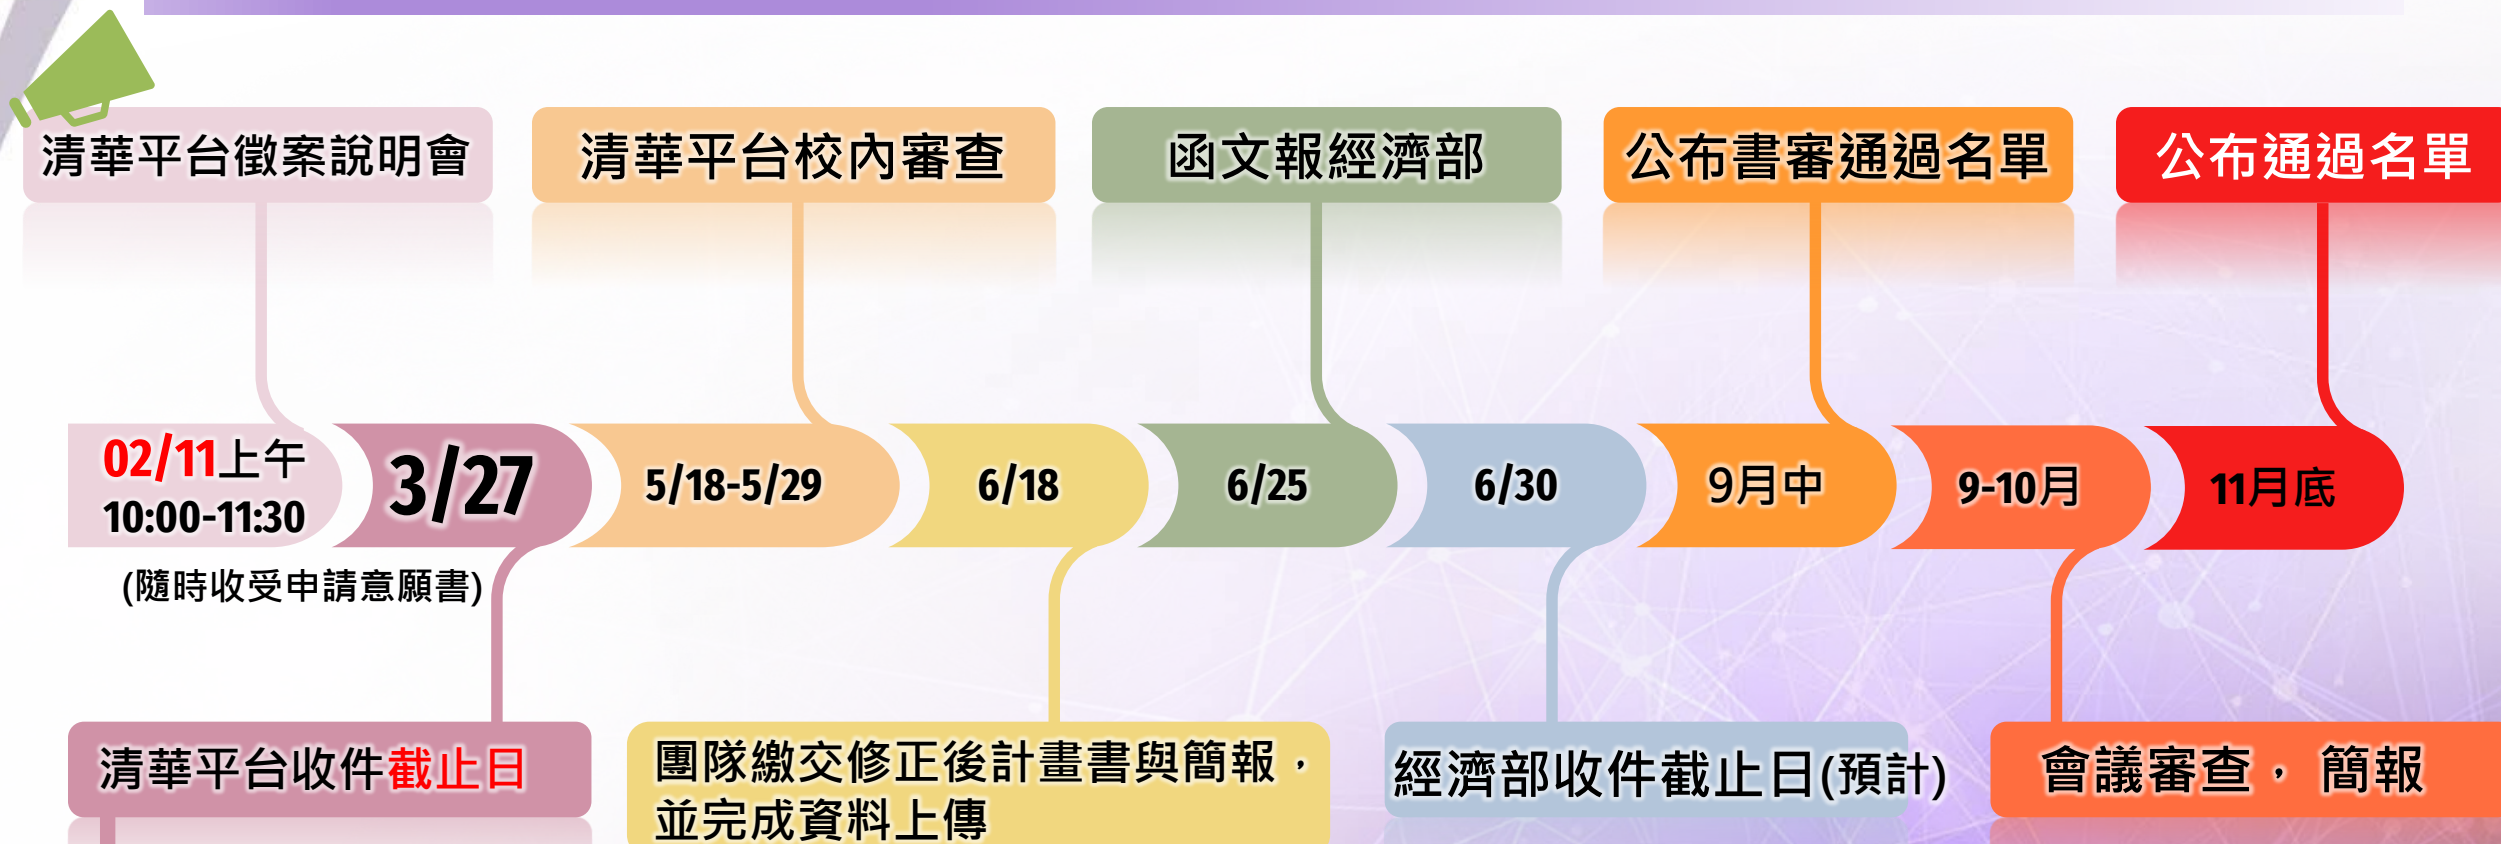 清華平台徵案說明會
清華平台校內審查
函文報經濟部
公布書審通過名單
公布通過名單
02/11上午
10:00-11:30
3/27
5/18-5/29
6/18
6/25
6/30
9月中
9-10月
11月底
(隨時收受申請意願書)
清華平台收件截止日
團隊繳交修正後計畫書與簡報，
並完成資料上傳
經濟部收件截止日(預計)
會議審查， 簡報